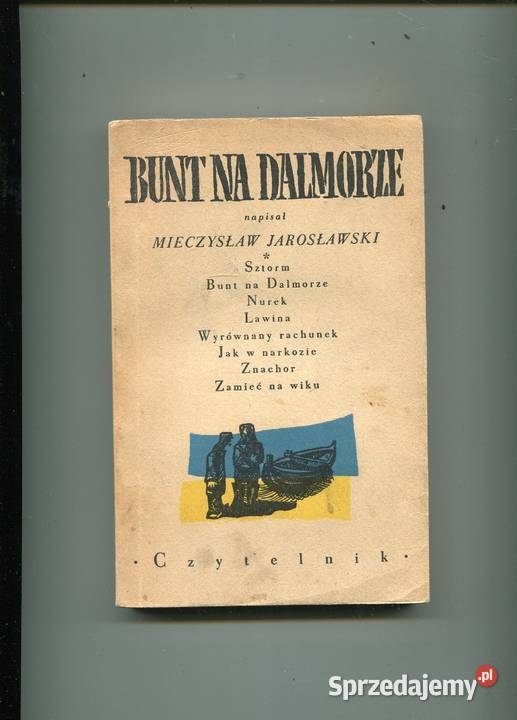 BUNT NA DALMORZE
napisał
MIECZYSŁAW JAROSŁAWSKI
*
Sztorm
Bunt na Dalmorze
Nurek
Lawina
Wyrównany rachunek
Jak w narkozie
Znachor
Zamieć na wiku
• Czytelnik •
Sprzedajemy.pl